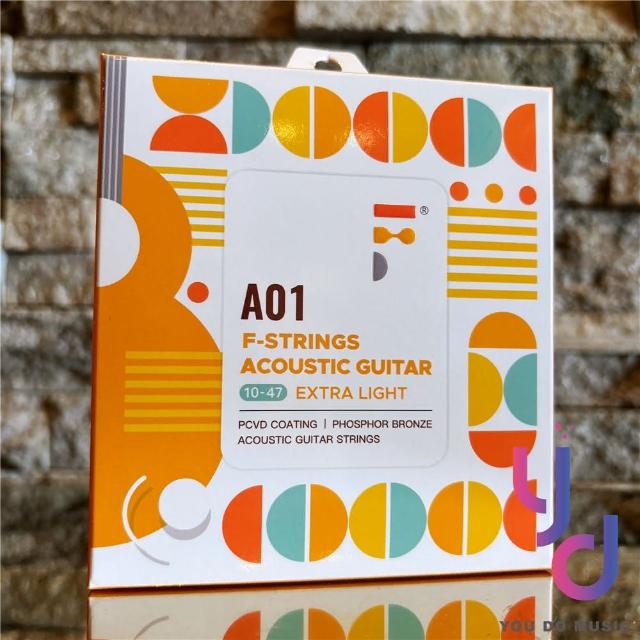 ®
A01
F-STRINGS
ACOUSTIC GUITAR
10-47 EXTRA LIGHT
PCVD COATING | PHOSPHOR BRONZE
ACOUSTIC GUITAR STRINGS
YOU DO MUSIC